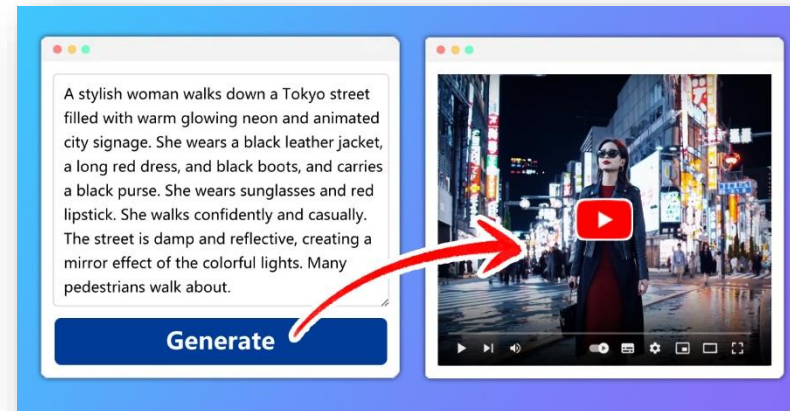 A stylish woman walks down a Tokyo street
filled with warm glowing neon and animated
city signage. She wears a black leather jacket,
a long red dress, and black boots, and carries
a black purse. She wears sunglasses and red
lipstick. She walks confidently and casually.
The street is damp and reflective, creating a
mirror effect of the colorful lights. Many
pedestrians walk about.
Generate